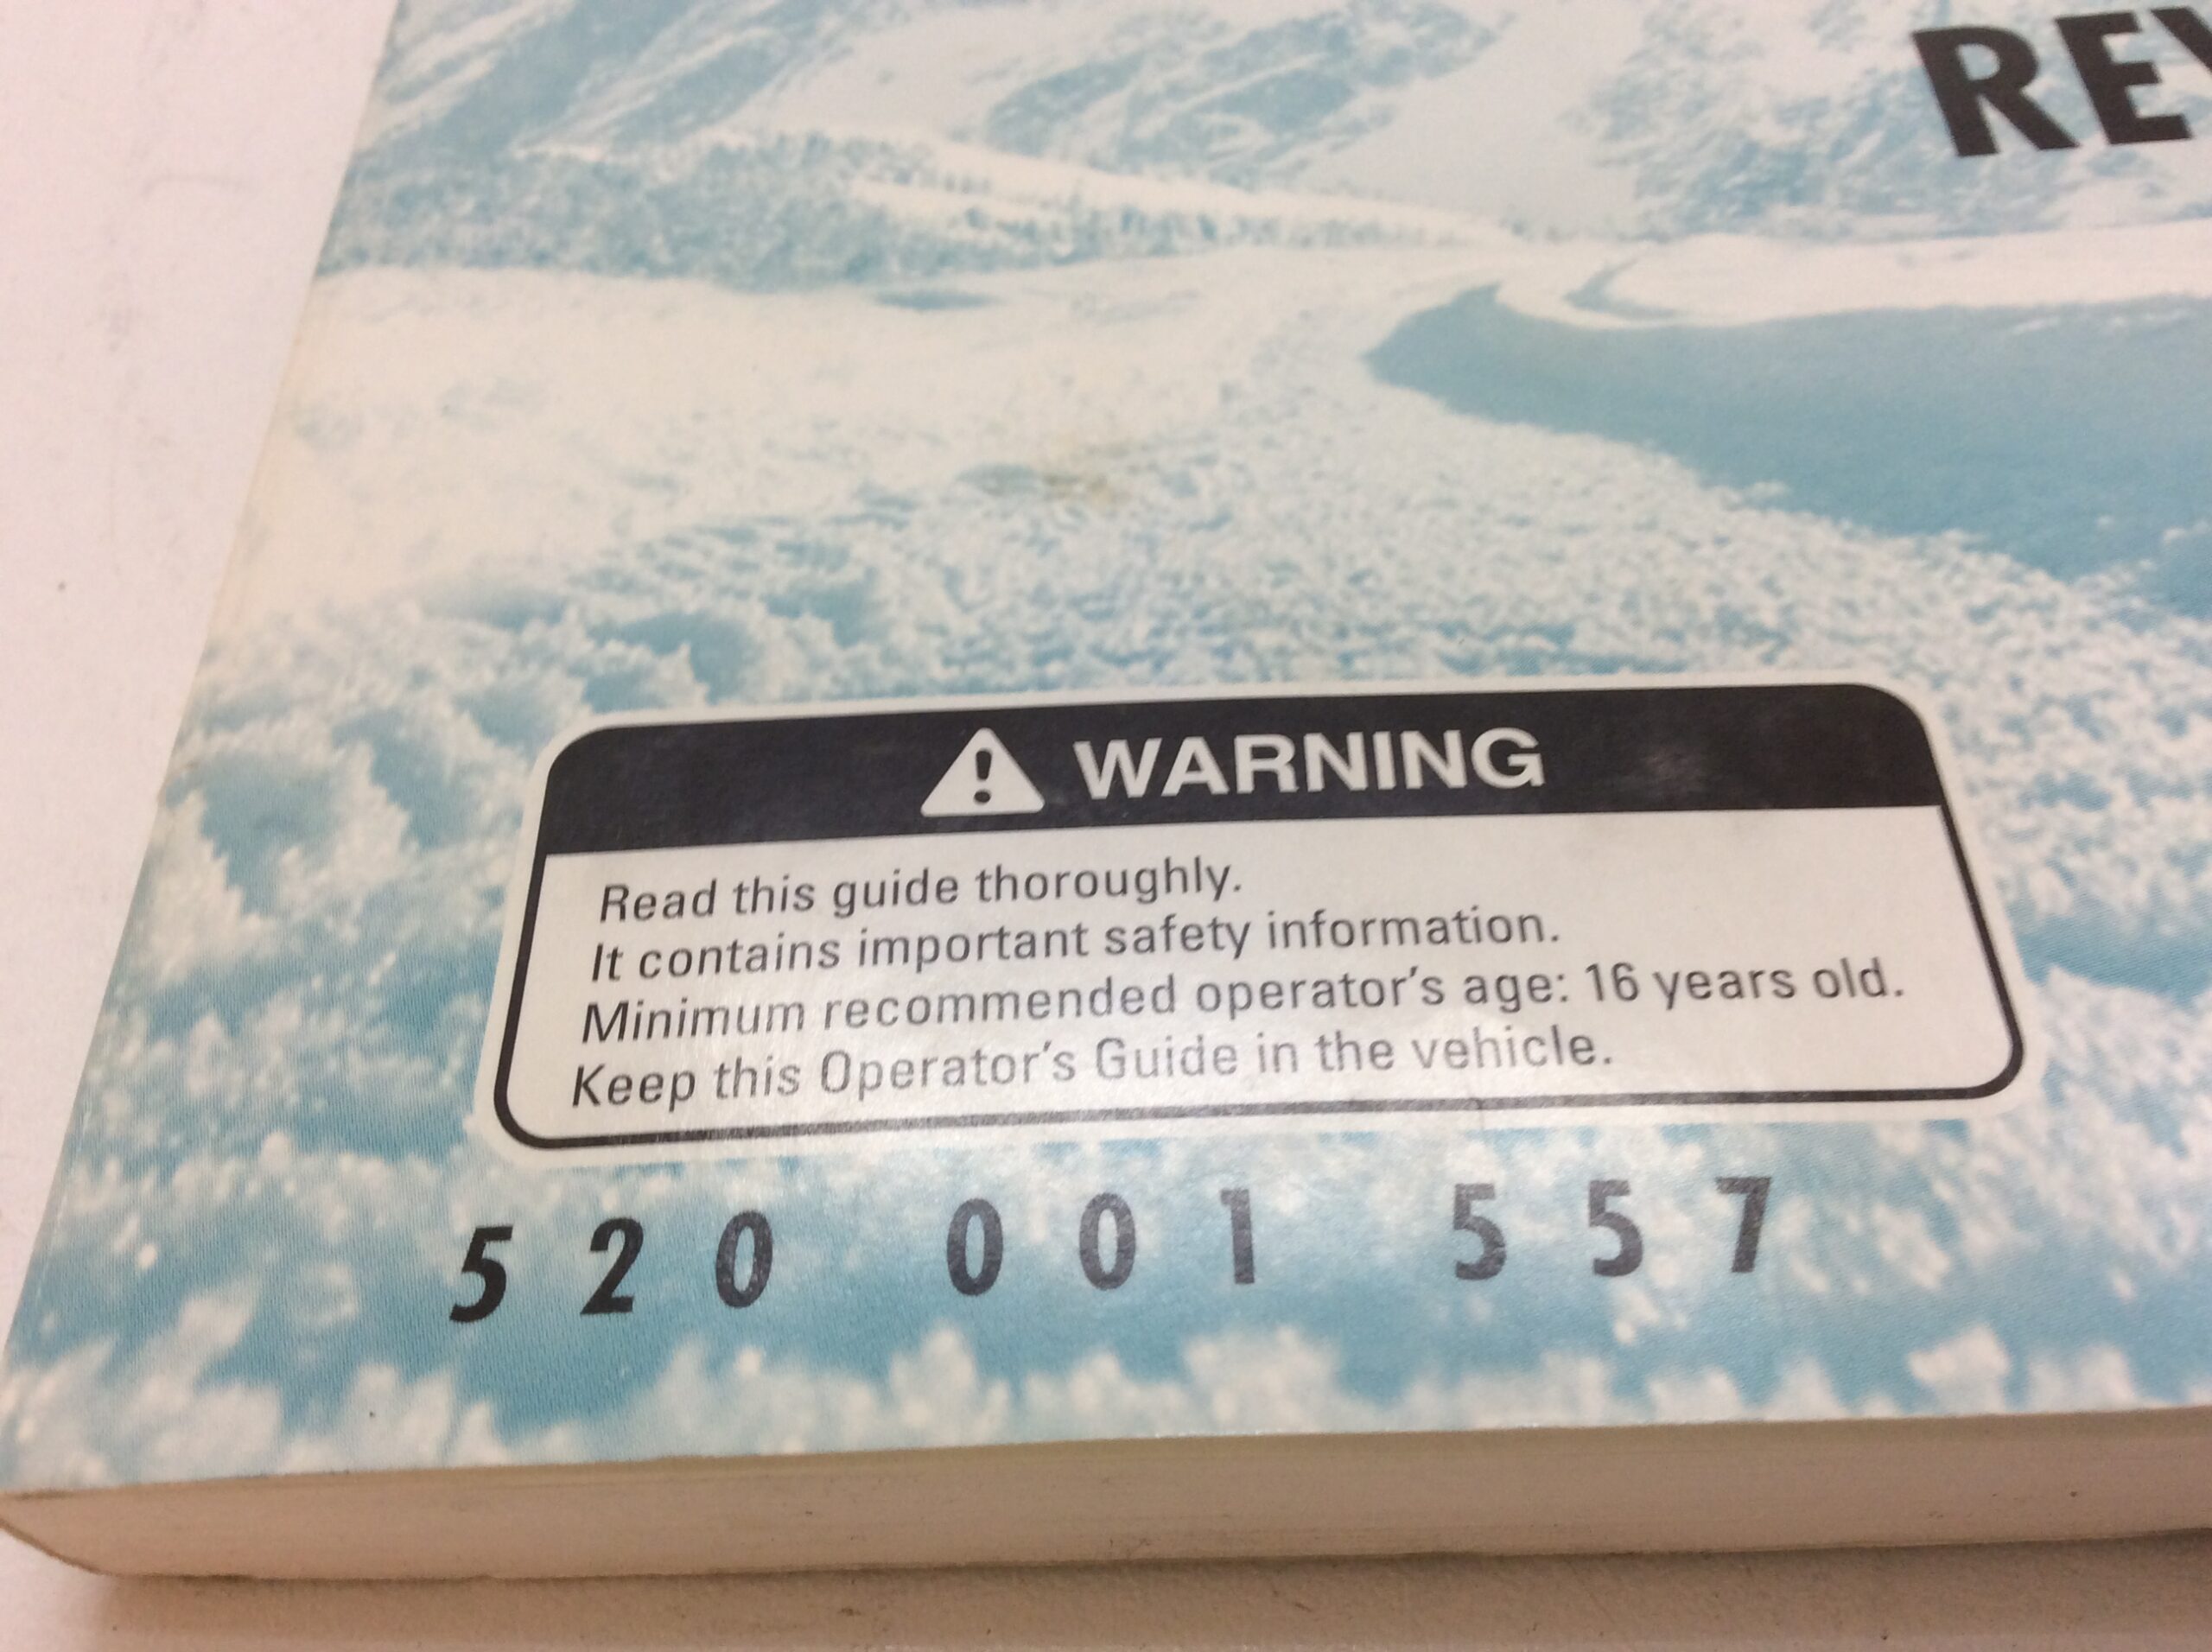 REV
WARNING
Read this guide thoroughly.
It contains important safety information.
Minimum recommended operator's age: 16 years old.
Keep this Operator's Guide in the vehicle.
520 001 557